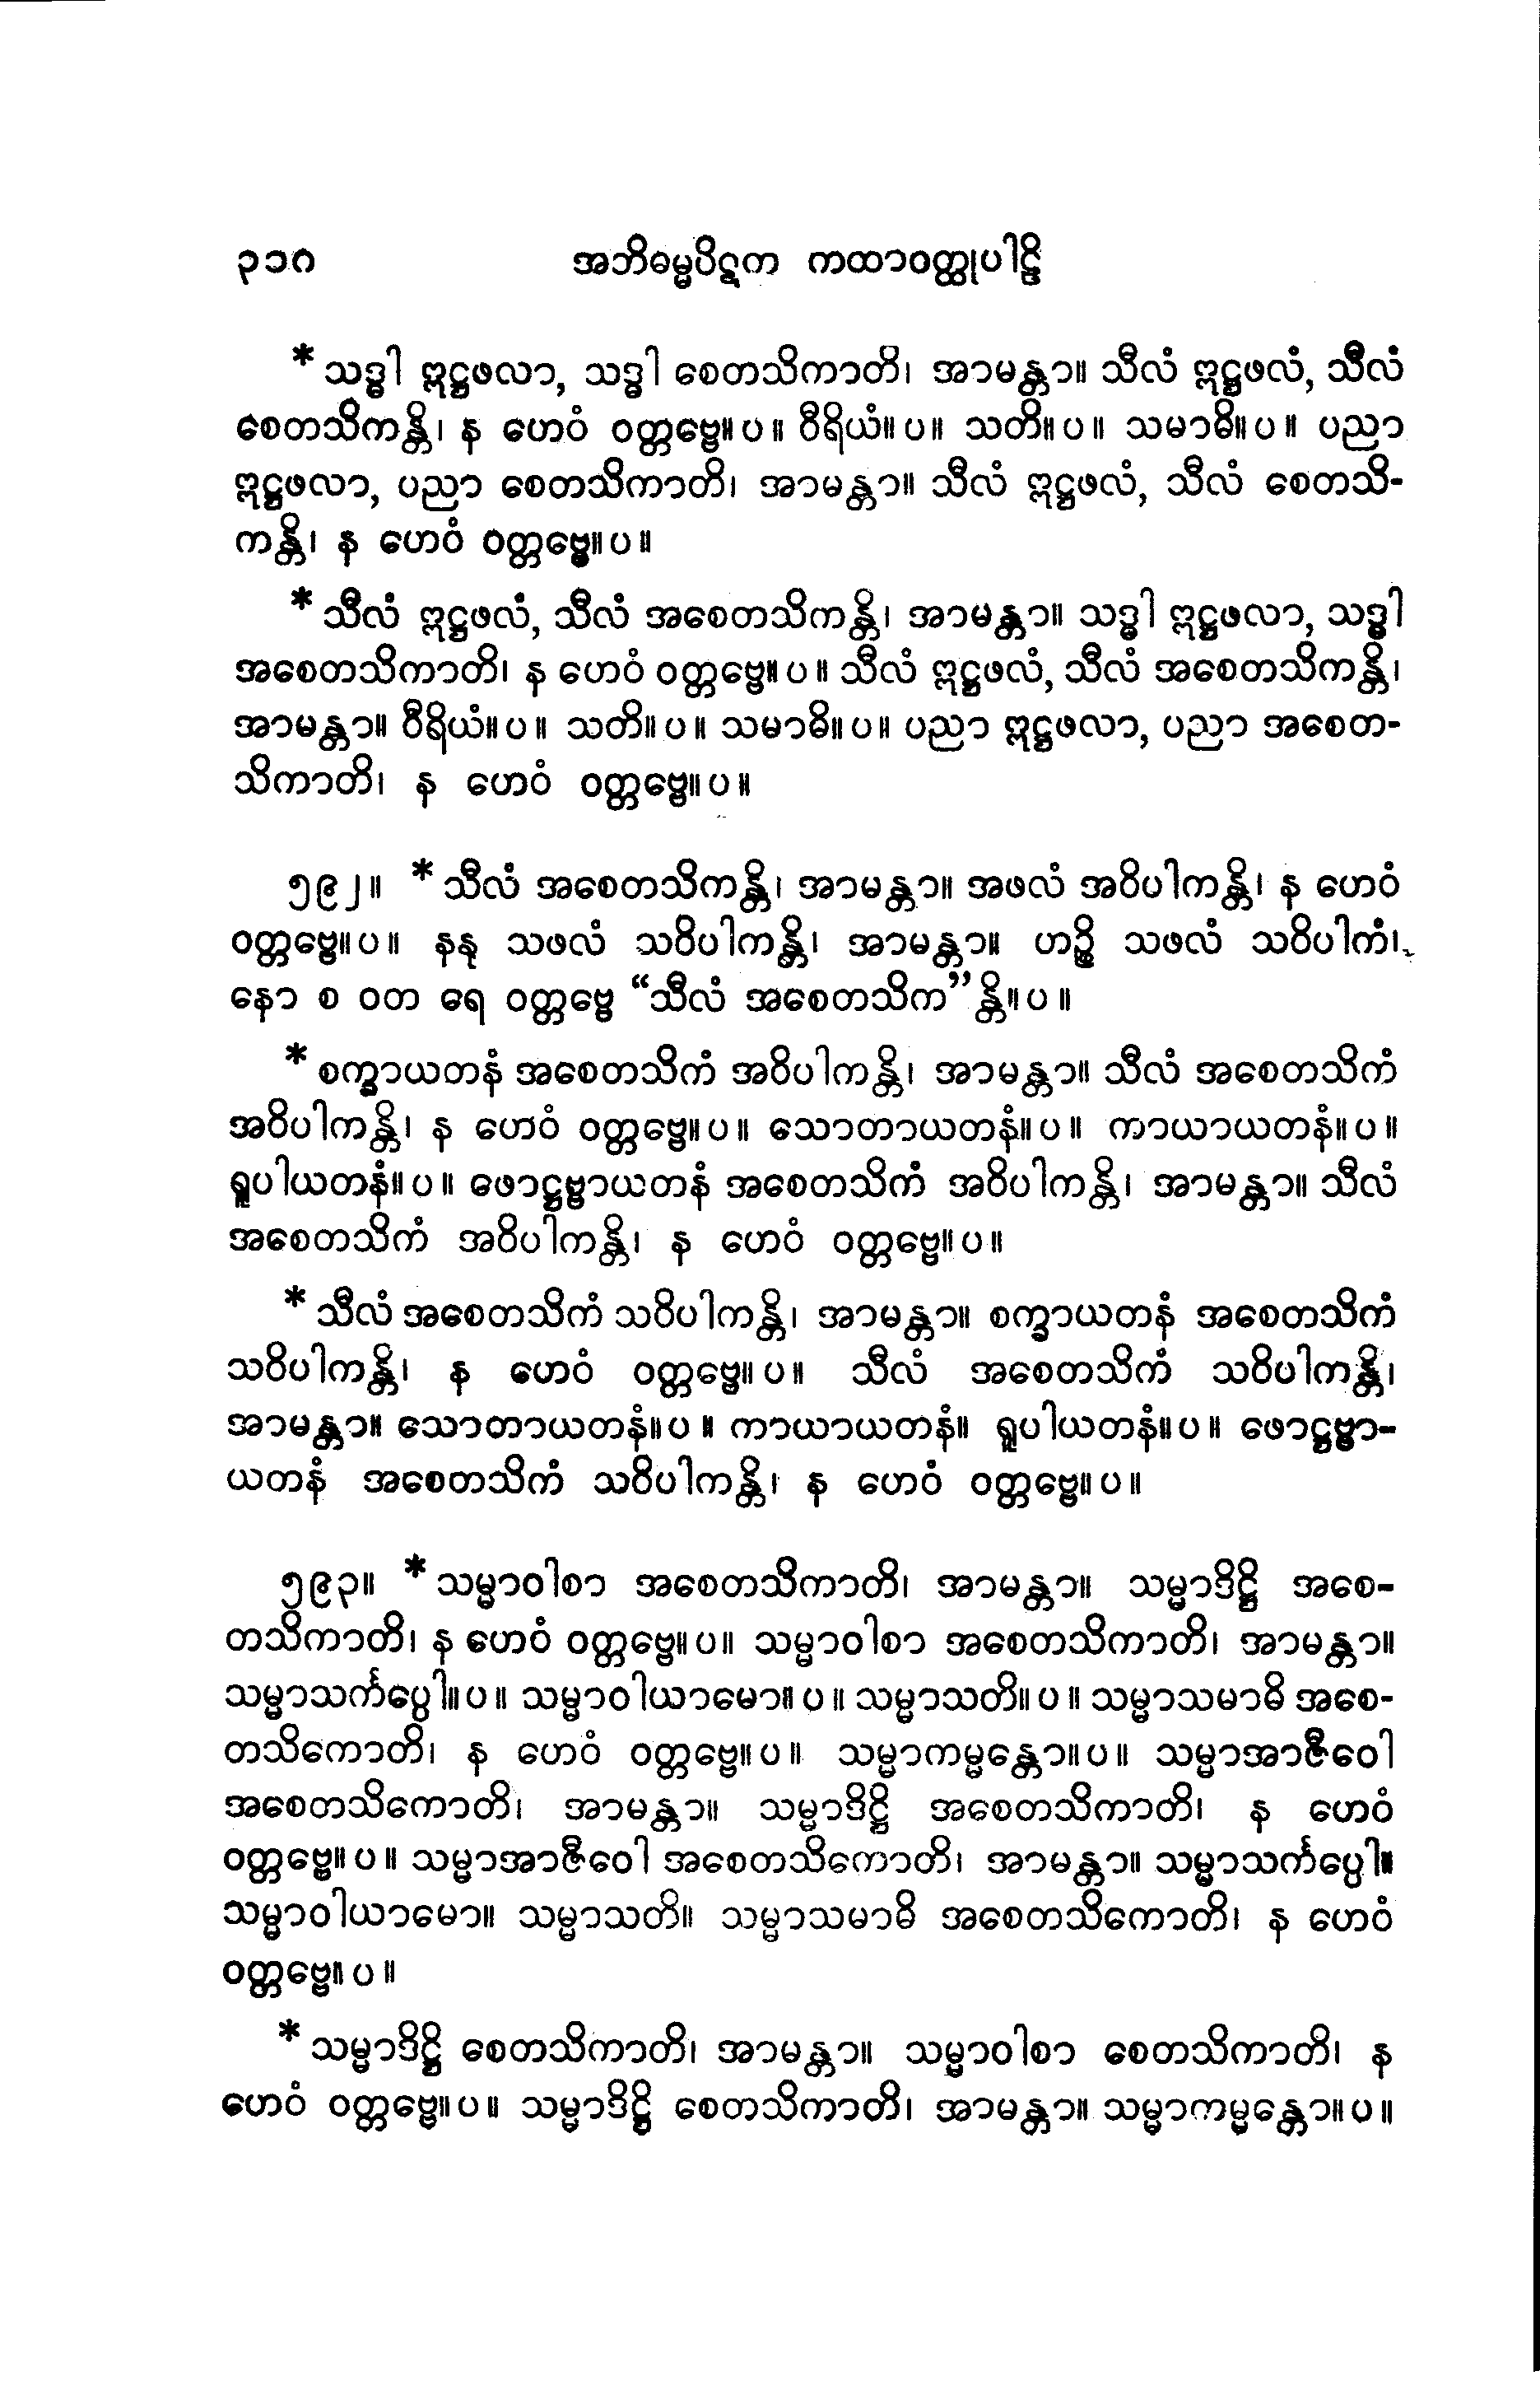 ၃၁၀ အဘိဓမ္မပိဋက ကထာဝတ္ထုပါဠိ
* သဒ္ဓါ ဣဋ္ဌဖလာ, သဒ္ဓါ စေတသိကာတိ၊ အာမန္တာ။ သီလံ ဣဋ္ဌဖလံ, သီလံ
စေတသိကန္တိ၊ န ဟေဝံ ဝတ္တဗ္ဗေ။ပ။ ဝီရိယံ။ပ။ သတိ။ပ။ သမာဓိ။ပ။ ပညာ
ဣဋ္ဌဖလာ, ပညာ စေတသိကာတိ၊ အာမန္တာ။ သီလံ ဣဋ္ဌဖလံ, သီလံ စေတသိ-
ကန္တိ၊ န ဟေဝံ ဝတ္တဗ္ဗေ။ပ။
* သီလံ ဣဋ္ဌဖလံ, သီလံ အစေတသိကန္တိ၊ အာမန္တာ။ သဒ္ဓါ ဣဋ္ဌဖလာ, သဒ္ဓါ
အစေတသိကာတိ၊ န ဟေဝံ ဝတ္တဗ္ဗေ။ပ။ သီလံ ဣဋ္ဌဖလံ, သီလံ အစေတသိကန္တိ၊
အာမန္တာ။ ဝီရိယံ။ပ။ သတိ။ပ။ သမာဓိ။ပ။ ပညာ ဣဋ္ဌဖလာ, ပညာ အစေတ-
သိကာတိ၊ န ဟေဝံ ဝတ္တဗ္ဗေ။ပ။
၅၉၂။ * သီလံ အစေတသိကန္တိ၊ အာမန္တာ။ အဖလံ အဝိပါကန္တိ၊ န ဟေဝံ
ဝတ္တဗ္ဗေ။ပ။ နနု သဖလံ သဝိပါကန္တိ၊ အာမန္တာ။ ဟဉ္စိ သဖလံ သဝိပါကံ၊
နော စ ဝတ ရေ ဝတ္တဗ္ဗေ “သီလံ အစေတသိက”န္တိ။ပ။
* စက္ခာယတနံ အစေတသိကံ အဝိပါကန္တိ၊ အာမန္တာ။ သီလံ အစေတသိကံ
အဝိပါကန္တိ၊ န ဟေဝံ ဝတ္တဗ္ဗေ။ပ။ သောတာယတနံ။ပ။ ကာယာယတနံ။ပ။
ရူပါယတနံ။ပ။ ဖောဋ္ဌဗ္ဗာယတနံ အစေတသိကံ အဝိပါကန္တိ၊ အာမန္တာ။ သီလံ
အစေတသိကံ အဝိပါကန္တိ၊ န ဟေဝံ ဝတ္တဗ္ဗေ။ပ။
* သီလံ အစေတသိကံ သဝိပါကန္တိ၊ အာမန္တာ။ စက္ခာယတနံ အစေတသိကံ
သဝိပါကန္တိ၊ န ဟေဝံ ဝတ္တဗ္ဗေ။ပ။ သီလံ အစေတသိကံ သဝိပါကန္တိ၊
အာမန္တာ။ သောတာယတနံ။ပ။ ကာယာယတနံ။ ရူပါယတနံ။ပ။ ဖောဋ္ဌဗ္ဗာ-
ယတနံ အစေတသိကံ သဝိပါကန္တိ၊ န ဟေဝံ ဝတ္တဗ္ဗေ။ပ။
၅၉၃။ * သမ္မာဝါစာ အစေတသိကာတိ၊ အာမန္တာ။ သမ္မာဒိဋ္ဌိ အစေ-
တသိကာတိ၊ န ဟေဝံ ဝတ္တဗ္ဗေ။ပ။ သမ္မာဝါစာ အစေတသိကာတိ၊ အာမန္တာ။
သမ္မာသင်္ကပ္ပေါ။ပ။ သမ္မာဝါယာမော။ပ။ သမ္မာသတိ။ပ။ သမ္မာသမာဓိ အစေ-
တသိကောတိ၊ န ဟေဝံ ဝတ္တဗ္ဗေ။ပ။ သမ္မာကမ္မန္တော။ပ။ သမ္မာအာဇီဝေါ
အစေတသိကောတိ၊ အာမန္တာ။ သမ္မာဒိဋ္ဌိ အစေတသိကာတိ၊ န ဟေဝံ
ဝတ္တဗ္ဗေ။ပ။ သမ္မာအာဇီဝေါ အစေတသိကောတိ၊ အာမန္တာ။ သမ္မာသင်္ကပ္ပေါ။
သမ္မာဝါယာမော။ သမ္မာသတိ။ သမ္မာသမာဓိ အစေတသိကောတိ၊ န ဟေဝံ
ဝတ္တဗ္ဗေ။ပ။
* သမ္မာဒိဋ္ဌိ စေတသိကာတိ၊ အာမန္တာ။ သမ္မာဝါစာ စေတသိကာတိ၊ န
ဟေဝံ ဝတ္တဗ္ဗေ။ပ။ သမ္မာဒိဋ္ဌိ စေတသိကာတိ၊ အာမန္တာ။ သမ္မာကမ္မန္တော။ပ။